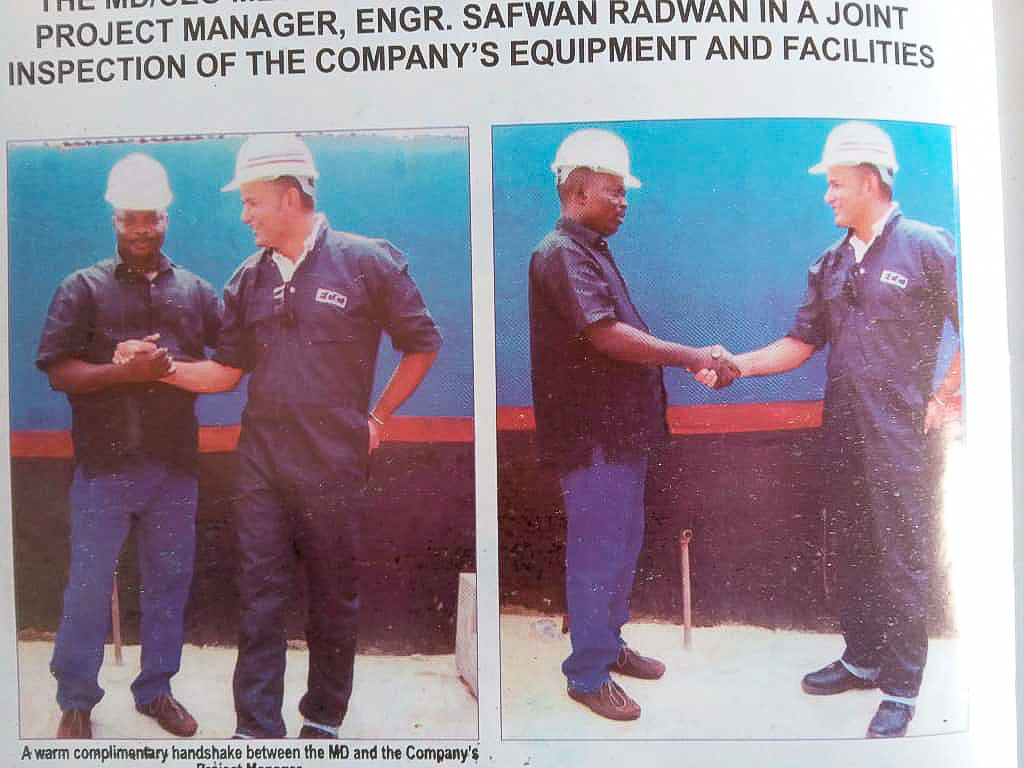 THE MD/CEO
PROJECT MANAGER, ENGR. SAFWAN RADWAN IN A JOINT
INSPECTION OF THE COMPANY'S EQUIPMENT AND FACILITIES
A warm complimentary handshake between the MD and the Company's
Project Manager